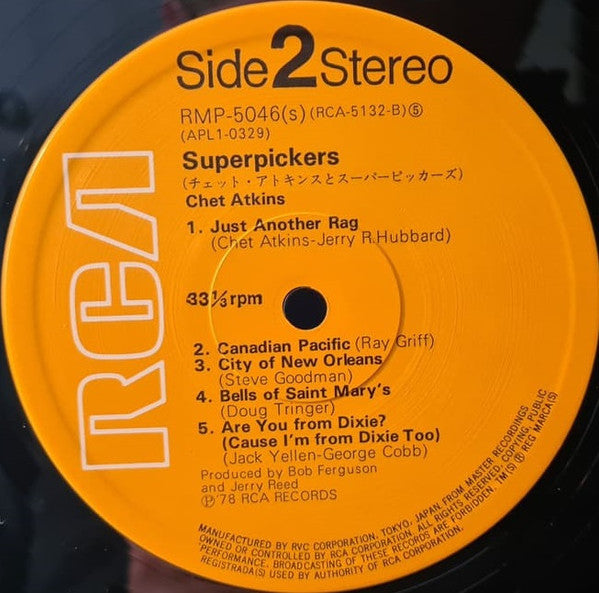 Side 2 Stereo
RMP-5046(s) (RCA-5132-B)⑤
(APL1-0329)
Superpickers
(チェット・アトキンスとスーパーピッカーズ)
Chet Atkins
1. Just Another Rag
(Chet Atkins-Jerry R.Hubbard)
33⅓ rpm
2. Canadian Pacific (Ray Griff)
3. City of New Orleans
(Steve Goodman)
4. Bells of Saint Mary's
(Doug Tringer)
5. Are You from Dixie?
(Cause I'm from Dixie Too)
(Jack Yellen-George Cobb)
Produced by Bob Ferguson
and Jerry Reed
Ⓟ'78 RCA RECORDS
RCA
MANUFACTURED BY RVC CORPORATION, TOKYO, JAPAN, FROM MASTER RECORDINGS
OWNED OR CONTROLLED BY RCA CORPORATION, ALL RIGHTS RESERVED. COPYING, PUBLIC
PERFORMANCE, BROADCASTING OF THESE RECORDS ARE FORBIDDEN. TM(S) ® REG MARCA(S)
REGISTRADA(S) USED BY AUTHORITY OF RCA CORPORATION.